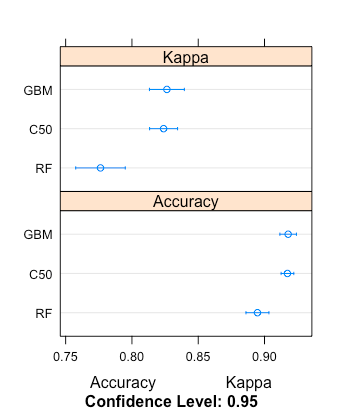 Kappa
GBM
C50
RF
Accuracy
GBM
C50
RF
0.75 0.80 0.85 0.90
Accuracy Kappa
Confidence Level: 0.95